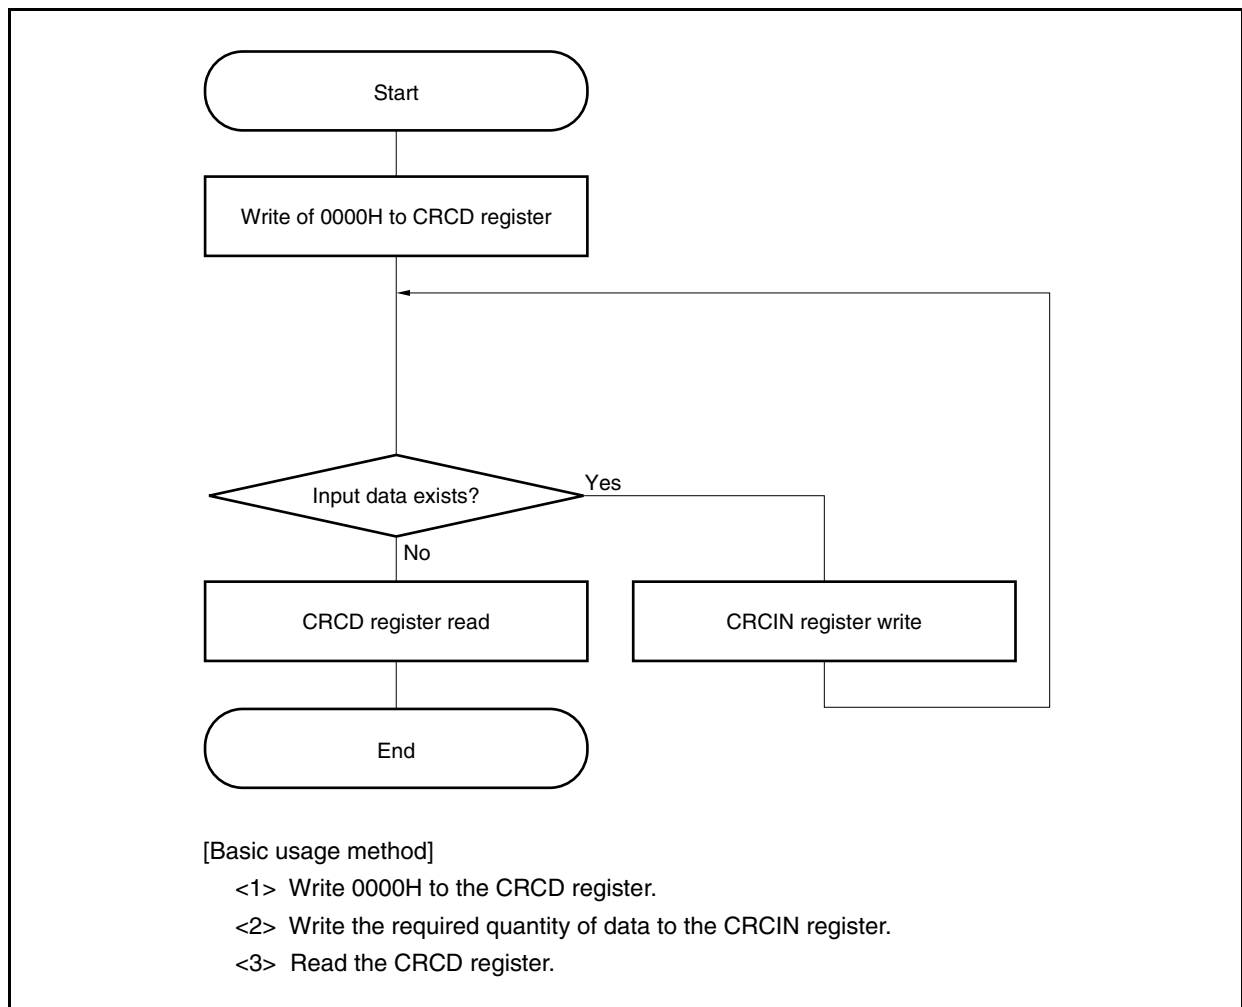 Start
Write of 0000H to CRCD register
Input data exists?
Yes
No
CRCD register read
CRCIN register write
End
[Basic usage method]
<1> Write 0000H to the CRCD register.
<2> Write the required quantity of data to the CRCIN register.
<3> Read the CRCD register.